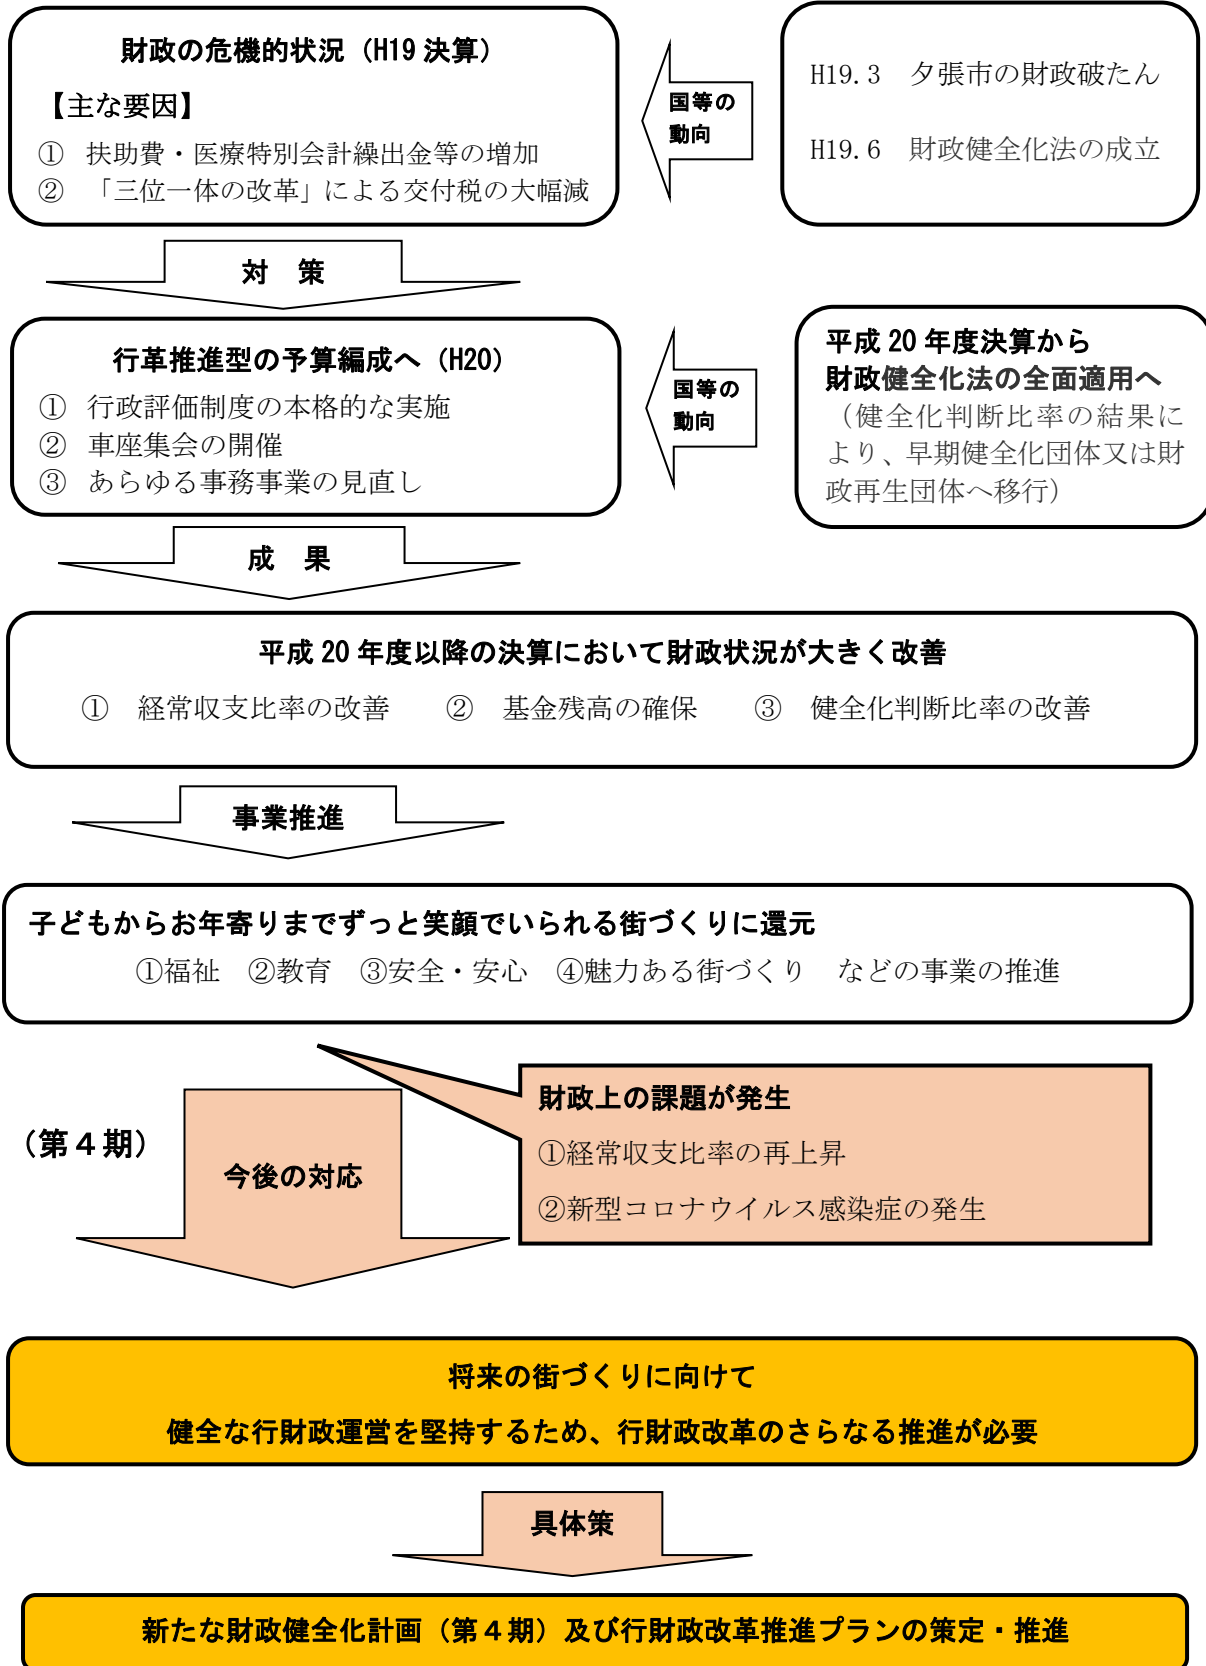 財政の危機的状況（H19 決算）
【主な要因】
① 扶助費・医療特別会計繰出金等の増加
② 「三位一体の改革」による交付税の大幅減
国等の
動向
H19.3 夕張市の財政破たん
H19.6 財政健全化法の成立
対 策
行革推進型の予算編成へ（H20）
① 行政評価制度の本格的な実施
② 車座集会の開催
③ あらゆる事務事業の見直し
国等の
動向
平成 20 年度決算から
財政健全化法の全面適用へ
（健全化判断比率の結果に
より、早期健全化団体又は財
政再生団体へ移行）
成 果
平成 20 年度以降の決算において財政状況が大きく改善
① 経常収支比率の改善 ② 基金残高の確保 ③ 健全化判断比率の改善
事業推進
子どもからお年寄りまでずっと笑顔でいられる街づくりに還元
①福祉 ②教育 ③安全・安心 ④魅力ある街づくり などの事業の推進
財政上の課題が発生
①経常収支比率の再上昇
②新型コロナウイルス感染症の発生
（第４期）
今後の対応
将来の街づくりに向けて
健全な行財政運営を堅持するため、行財政改革のさらなる推進が必要
具体策
新たな財政健全化計画（第４期）及び行財政改革推進プランの策定・推進